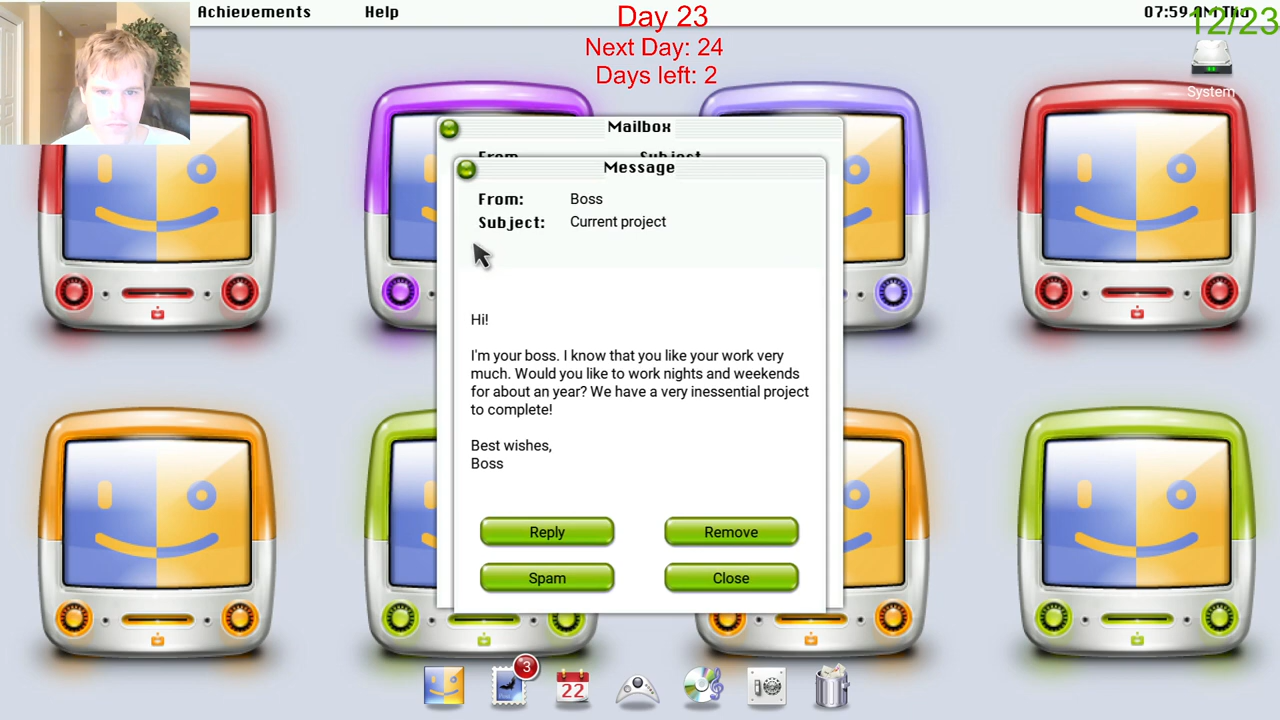 Achievements Help
Day 23
07:59 AM Thu
12/23
Next Day: 24
Days left: 2
System
Mailbox
From Subject
Message
From: Boss
Subject: Current project
Hi!
I'm your boss. I know that you like your work very
much. Would you like to work nights and weekends
for about an year? We have a very inessential project
to complete!
Best wishes,
Boss
Reply Remove
Spam Close
3
22